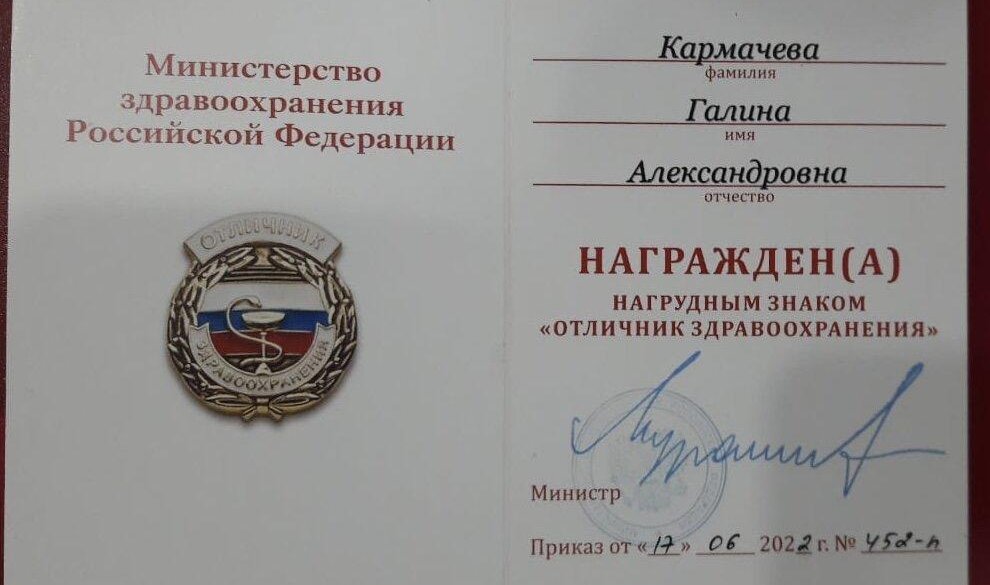 Министерство
здравоохранения
Российской Федерации
ОТЛИЧНИК
ЗДРАВООХРАНЕНИЯ
Кармачева
фамилия
Галина
имя
Александровна
отчество
НАГРАЖДЕН(А)
НАГРУДНЫМ ЗНАКОМ
«ОТЛИЧНИК ЗДРАВООХРАНЕНИЯ»
Министр
Приказ от «17» 06 2022 г. № 452-п